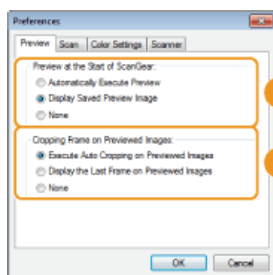 Preferences
Preview Scan Color Settings Scanner
Preview at the Start of ScanGear:
Automatically Execute Preview
Display Saved Preview Image
None
Cropping Frame on Previewed Images:
Execute Auto Cropping on Previewed Images
Display the Last Frame on Previewed Images
None
OK Cancel